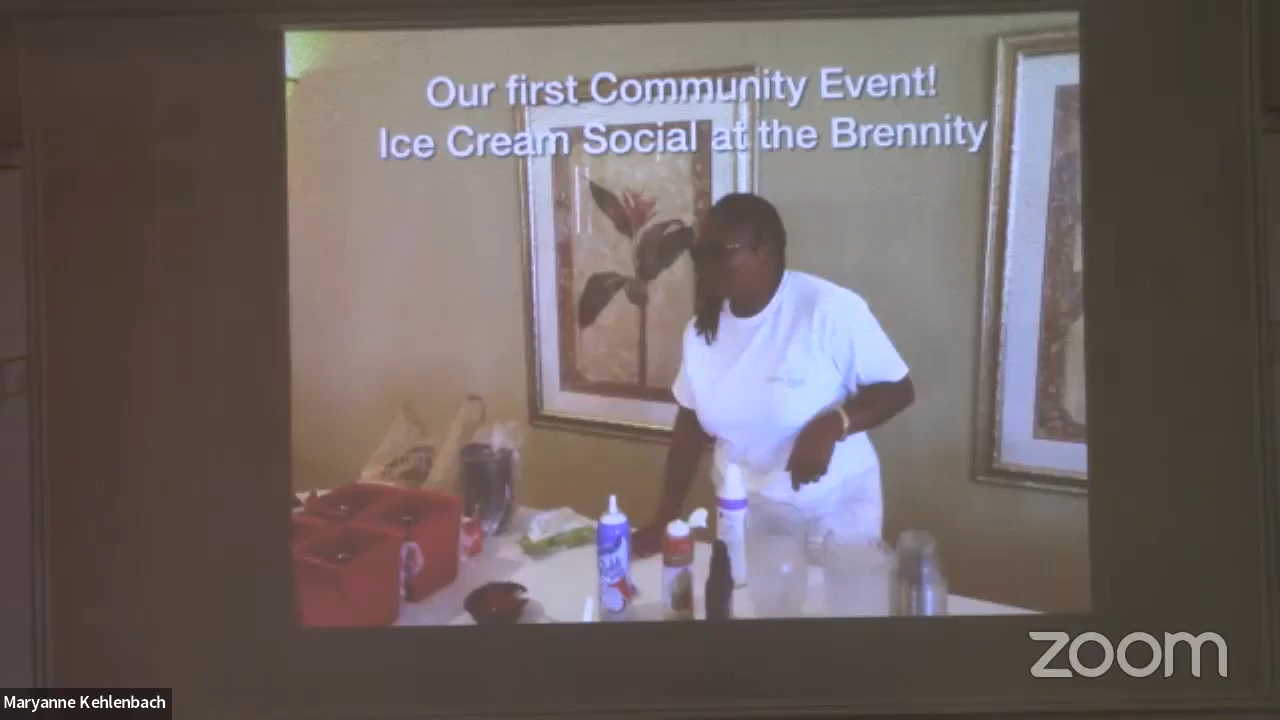 Our first Community Event!
Ice Cream Social at the Brennity
zoom
Maryanne Kehlenbach